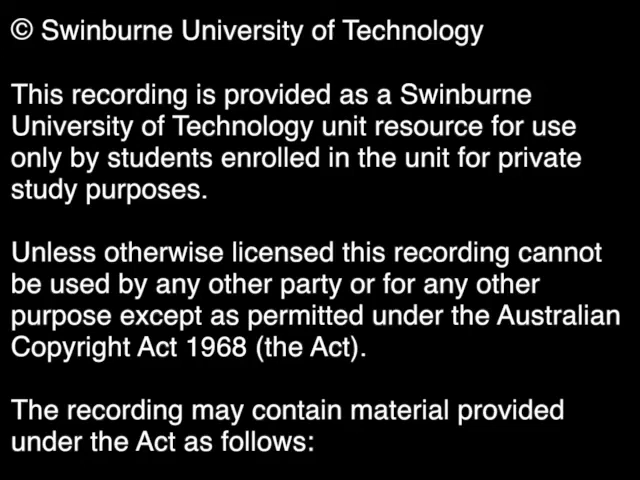 © Swinburne University of Technology
This recording is provided as a Swinburne
University of Technology unit resource for use
only by students enrolled in the unit for private
study purposes.
Unless otherwise licensed this recording cannot
be used by any other party or for any other
purpose except as permitted under the Australian
Copyright Act 1968 (the Act).
The recording may contain material provided
under the Act as follows: